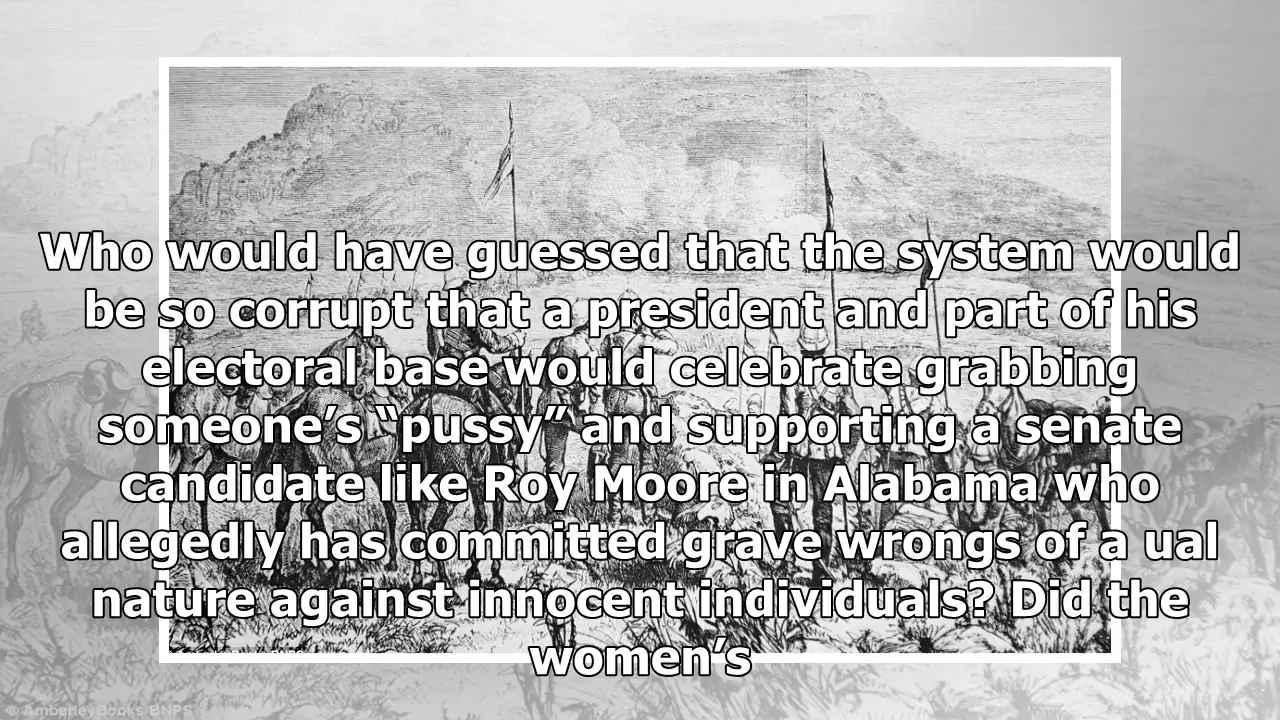 Who would have guessed that the system would
be so corrupt that a president and part of his
electoral base would celebrate grabbing
someone’s “pussy” and supporting a senate
candidate like Roy Moore in Alabama who
allegedly has committed grave wrongs of a ual
nature against innocent individuals? Did the
women’s
© AmberleyBooks/BNPS